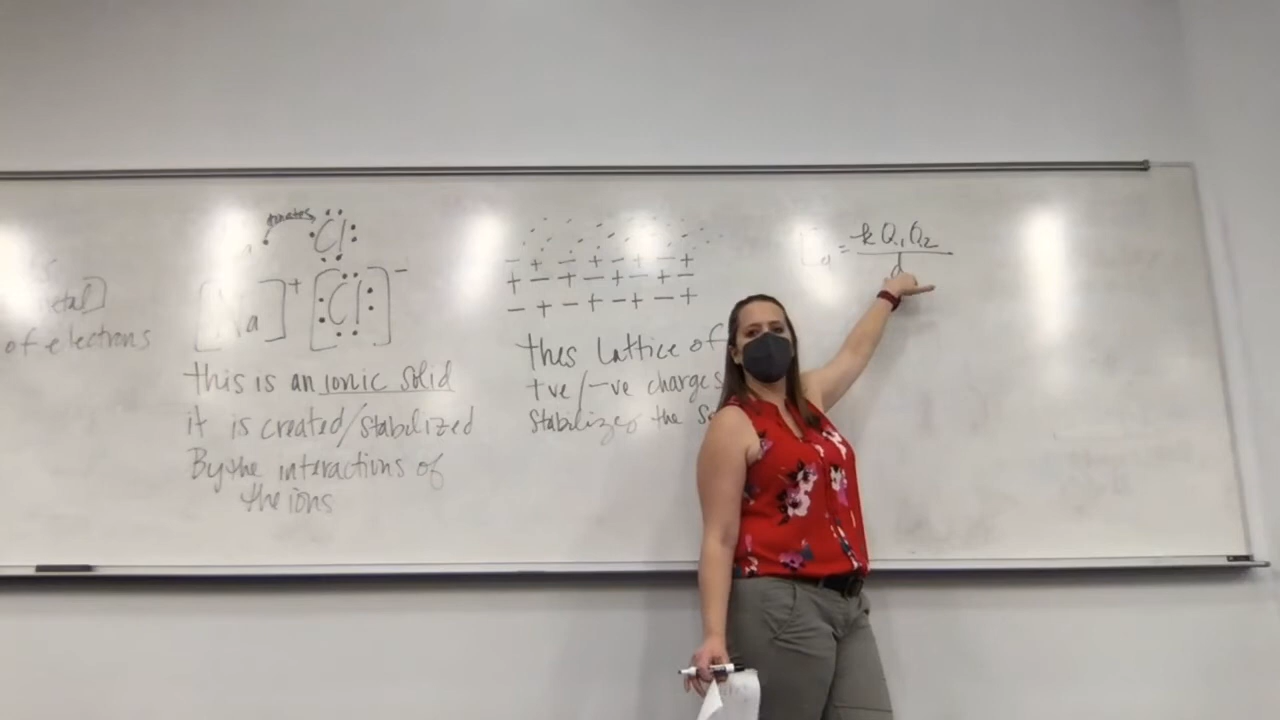 etal]
of electrons
donates
Cl
[Na]⁺ [Cl]⁻
this is an ionic solid
it is created/stabilized
By the interactions of
the ions
- + - + - + - +
+ - + - + - +
- + - + - + - +
this lattice of
+ve/-ve charges
Stabilizes the
= kQ₁Q₂
d